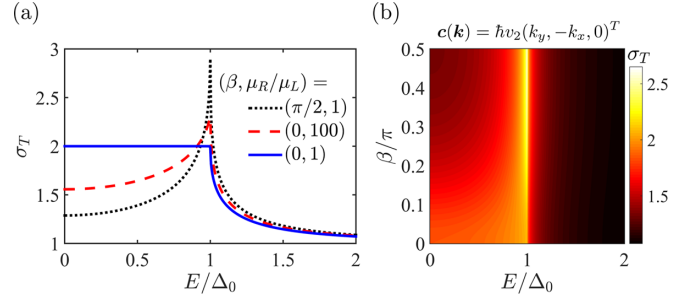 (a)
3
2.5
2
1.5
1
σ_T
(β, μ_R/μ_L) =
(π/2, 1)
(0, 100)
(0, 1)
0 0.5 1 1.5 2
E/Δ_0
(b)
c(k) = ħv_2(k_y, −k_x, 0)^T
0.5
0.4
0.3
0.2
0.1
0
β/π
0 1 2
E/Δ_0
σ_T
2.5
2
1.5